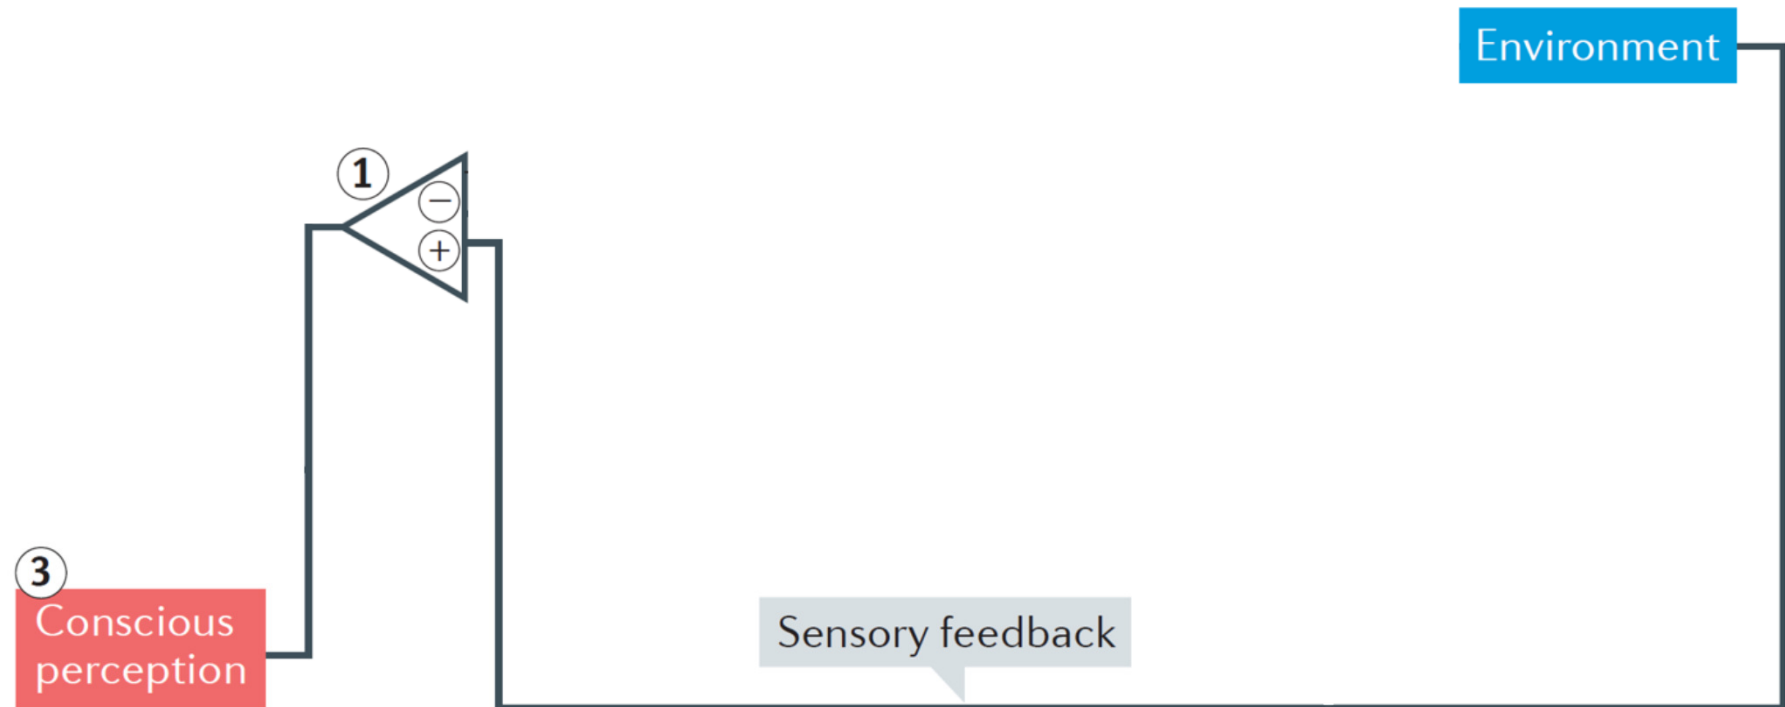 Environment
1
−
+
3
Conscious
perception
Sensory feedback